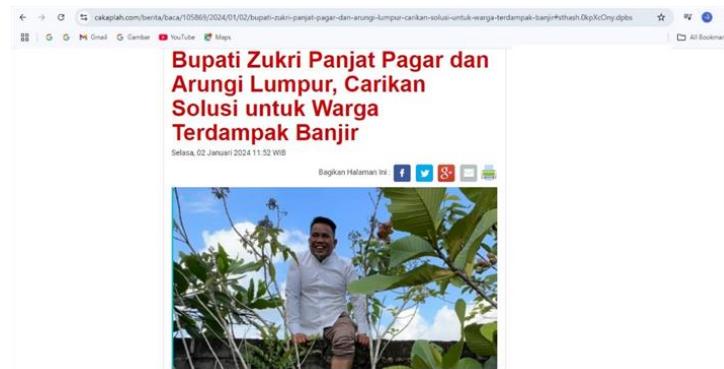 cakaplah.com/berita/baca/105869/2024/01/02/bupati-zukri-panjat-pagar-dan-arungi-lumpur-carikan-solusi-untuk-warga-terdampak-banjir#sthash.0kpXcOny.dpbs
Gmail Gambar YouTube Maps All Bookmar
Bupati Zukri Panjat Pagar dan
Arungi Lumpur, Carikan
Solusi untuk Warga
Terdampak Banjir
Selasa, 02 Januari 2024 11:52 WIB
Bagikan Halaman Ini :